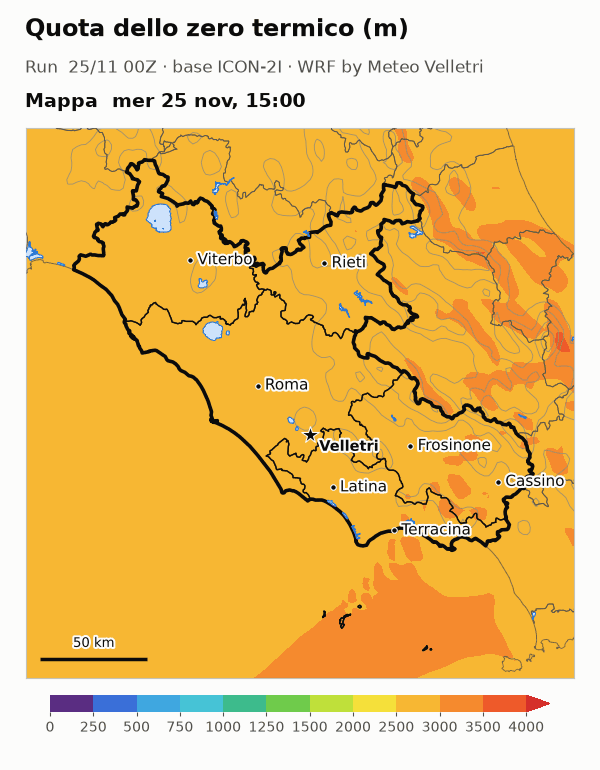 Quota dello zero termico (m)
Run  25/11 00Z · base ICON-2I · WRF by Meteo Velletri
Mappa  mer 25 nov, 15:00
Viterbo
Rieti
Roma
Velletri
Frosinone
Latina
Cassino
Terracina
50 km
0 250 500 750 1000 1250 1500 2000 2500 3000 3500 4000